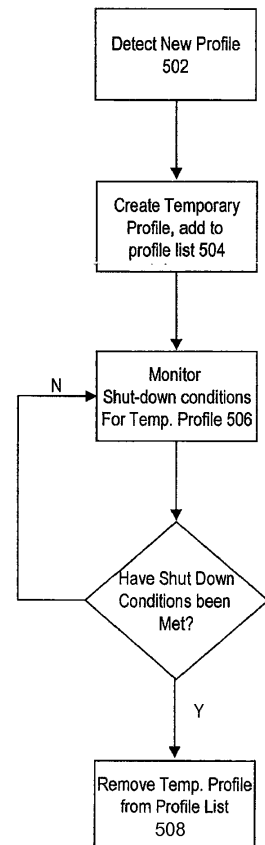 Detect New Profile
502
Create Temporary
Profile, add to
profile list 504
N
Monitor
Shut-down conditions
For Temp. Profile 506
Have Shut Down
Conditions been
Met?
Y
Remove Temp. Profile
from Profile List
508